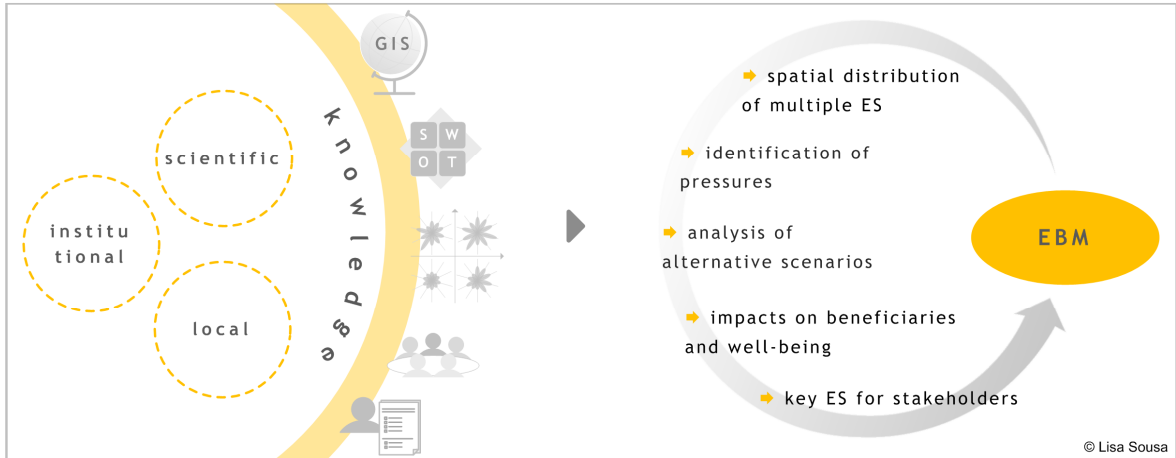 scientific
institu
tional
local
knowledge
GIS
S W
O T
spatial distribution
of multiple ES
identification of
pressures
analysis of
alternative scenarios
impacts on beneficiaries
and well-being
key ES for stakeholders
EBM
© Lisa Sousa